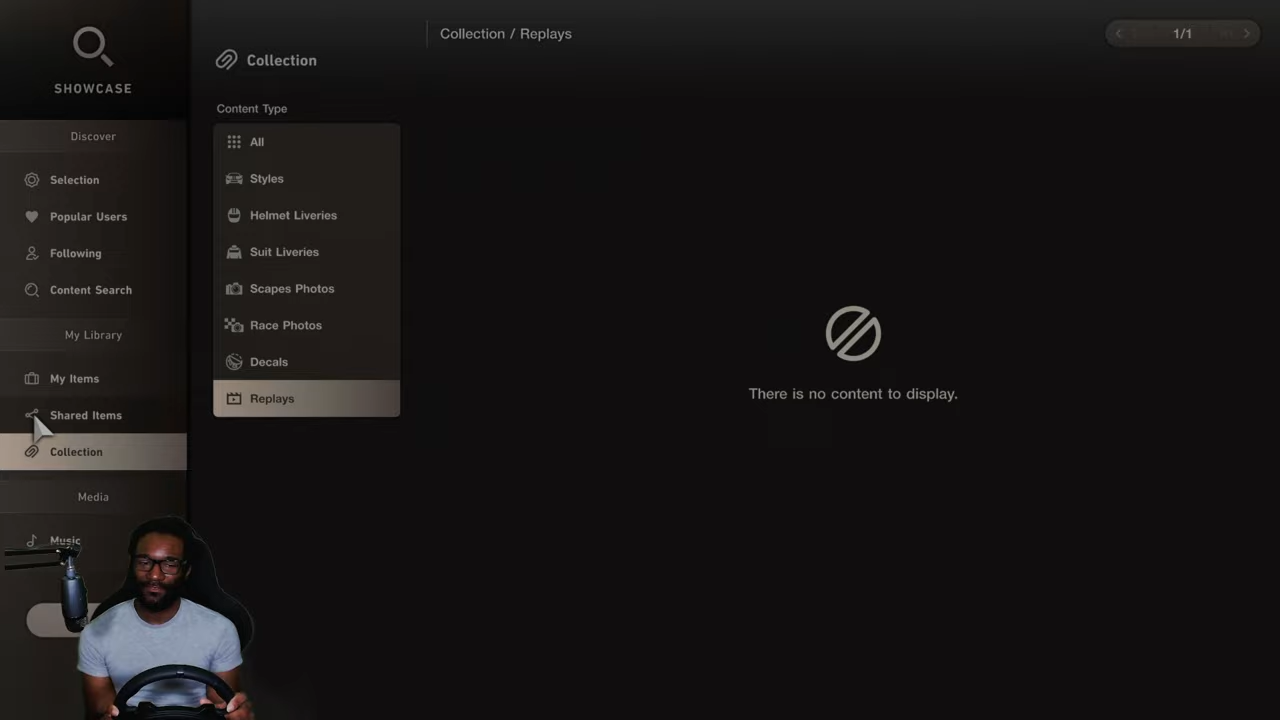 SHOWCASE
Discover
Selection
Popular Users
Following
Content Search
My Library
My Items
Shared Items
Collection
Media
Music
Collection
Content Type
All
Styles
Helmet Liveries
Suit Liveries
Scapes Photos
Race Photos
Decals
Replays
Collection / Replays
1/1
There is no content to display.